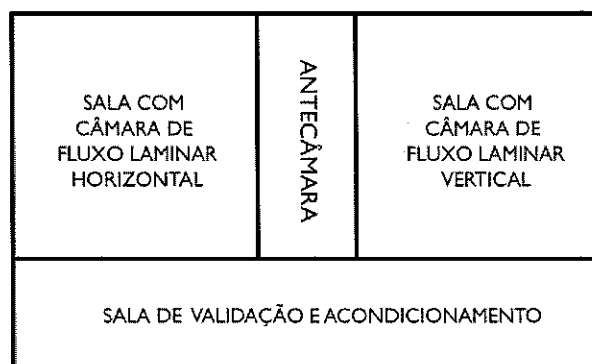 SALA COM
CÂMARA DE
FLUXO LAMINAR
HORIZONTAL
ANTECÂMARA
SALA COM
CÂMARA DE
FLUXO LAMINAR
VERTICAL
SALA DE VALIDAÇÃO E ACONDICIONAMENTO